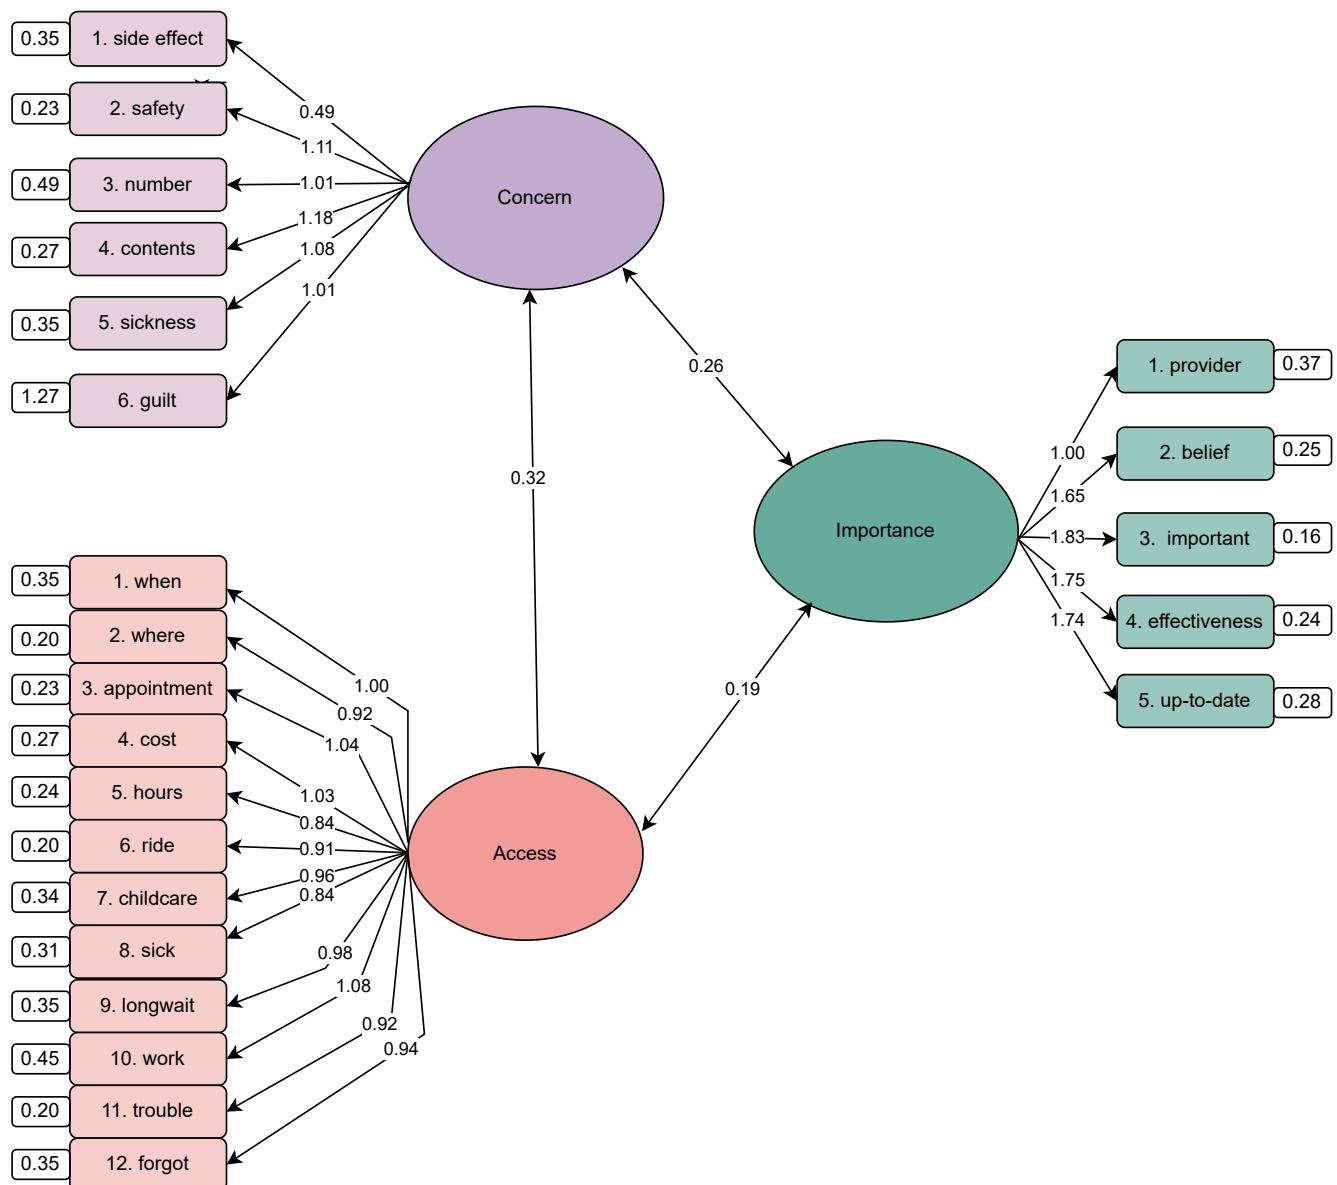 0.35 1. side effect
0.23 2. safety
0.49 3. number
0.27 4. contents
0.35 5. sickness
1.27 6. guilt
0.49
1.11
1.01
1.18
1.08
1.01
Concern
0.26
0.32
Importance
1.00
1.65
1.83
1.75
1.74
1. provider 0.37
2. belief 0.25
3. important 0.16
4. effectiveness 0.24
5. up-to-date 0.28
0.19
0.35 1. when
0.20 2. where
0.23 3. appointment
0.27 4. cost
0.24 5. hours
0.20 6. ride
0.34 7. childcare
0.31 8. sick
0.35 9. longwait
0.45 10. work
0.20 11. trouble
0.35 12. forgot
1.00
0.92
1.04
1.03
0.84
0.91
0.96
0.84
0.98
1.08
0.92
0.94
Access